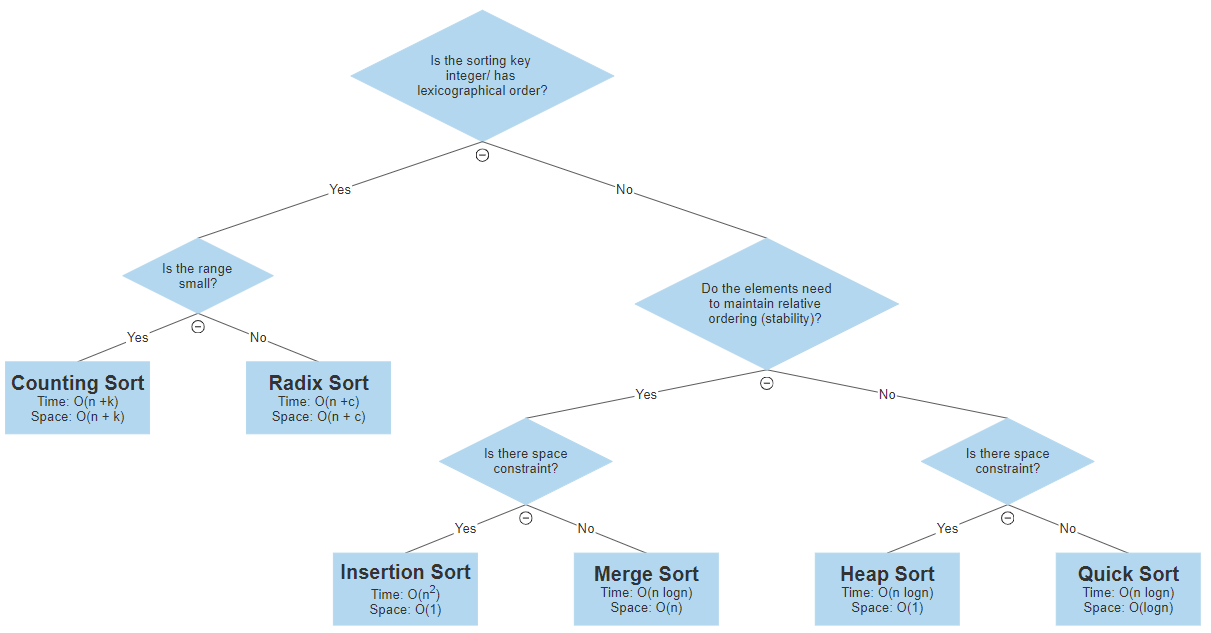 Is the sorting key
integer/ has
lexicographical order?
Yes
No
Is the range
small?
Do the elements need
to maintain relative
ordering (stability)?
Yes
No
Counting Sort
Time: O(n +k)
Space: O(n + k)
Radix Sort
Time: O(n +c)
Space: O(n + c)
Yes
No
Is there space
constraint?
Is there space
constraint?
Yes
No
Yes
No
Insertion Sort
Time: O(n²)
Space: O(1)
Merge Sort
Time: O(n logn)
Space: O(n)
Heap Sort
Time: O(n logn)
Space: O(1)
Quick Sort
Time: O(n logn)
Space: O(logn)